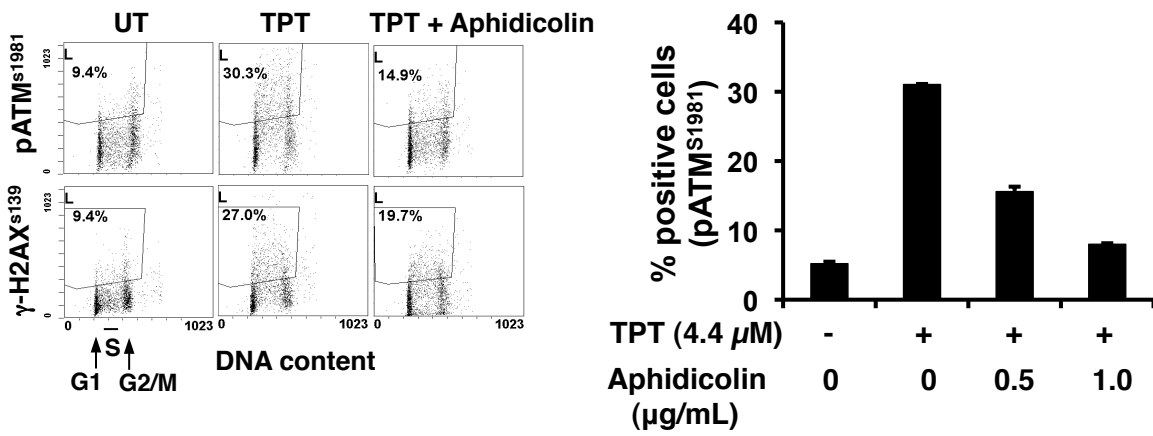 UT TPT TPT + Aphidicolin
pATMs1981
1023
0
L
9.4%
L
30.3%
L
14.9%
γ-H2AXs139
1023
0
L
9.4%
L
27.0%
L
19.7%
0 1023 0 1023 0 1023
S
G1 G2/M
DNA content
% positive cells
(pATMS1981)
40
30
20
10
0
TPT (4.4 µM) - + + +
Aphidicolin 0 0 0.5 1.0
(µg/mL)